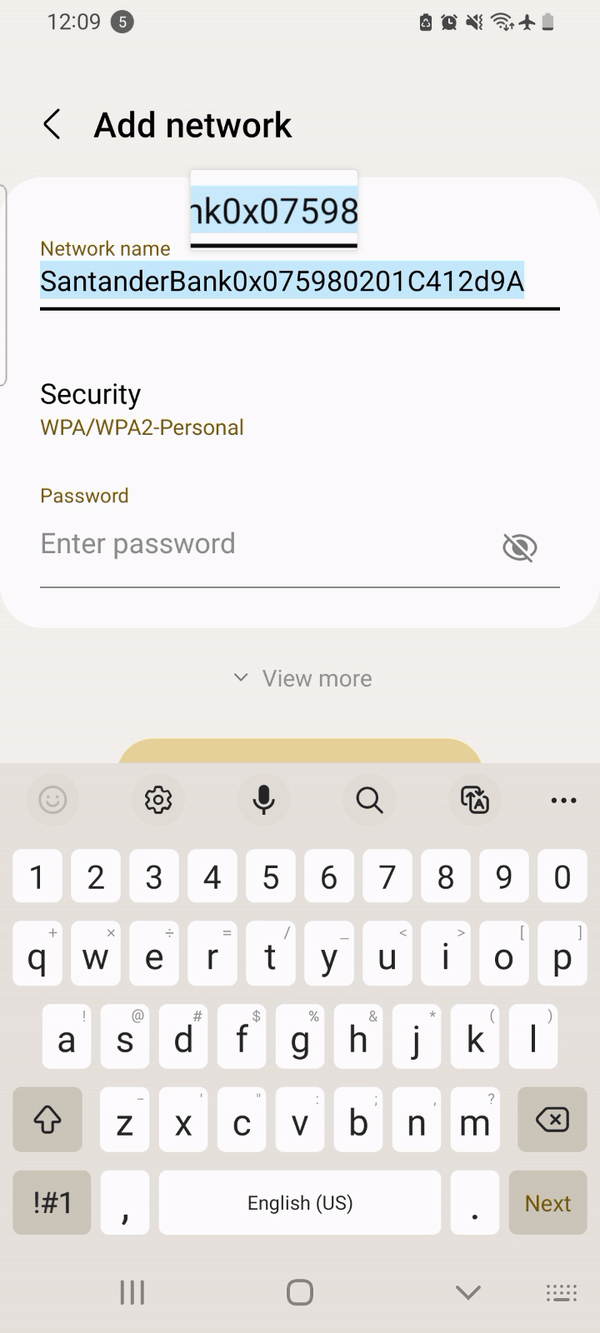 12:09 5
Add network
nk0x07598
Network name
SantanderBank0x075980201C412d9A
Security
WPA/WPA2-Personal
Password
Enter password
View more
1 2 3 4 5 6 7 8 9 0
+ × ÷ = / _ < > [ ]
q w e r t y u i o p
! @ # $ % & * ( )
a s d f g h j k l
- ' " : ; , ?
z x c v b n m
!#1 , English (US) . Next